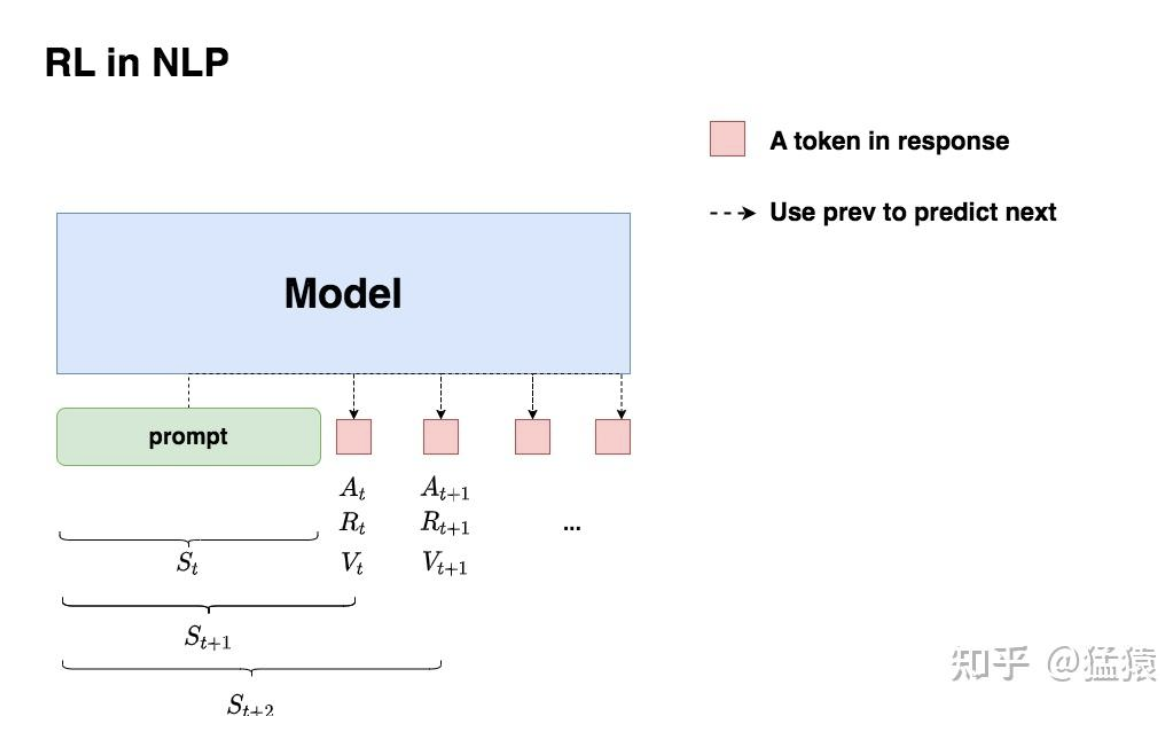 RL in NLP
A token in response
Use prev to predict next
Model
prompt
A_t A_{t+1}
R_t R_{t+1} ...
V_t V_{t+1}
S_t
S_{t+1}
S_{t+2}
知乎 @猛猿